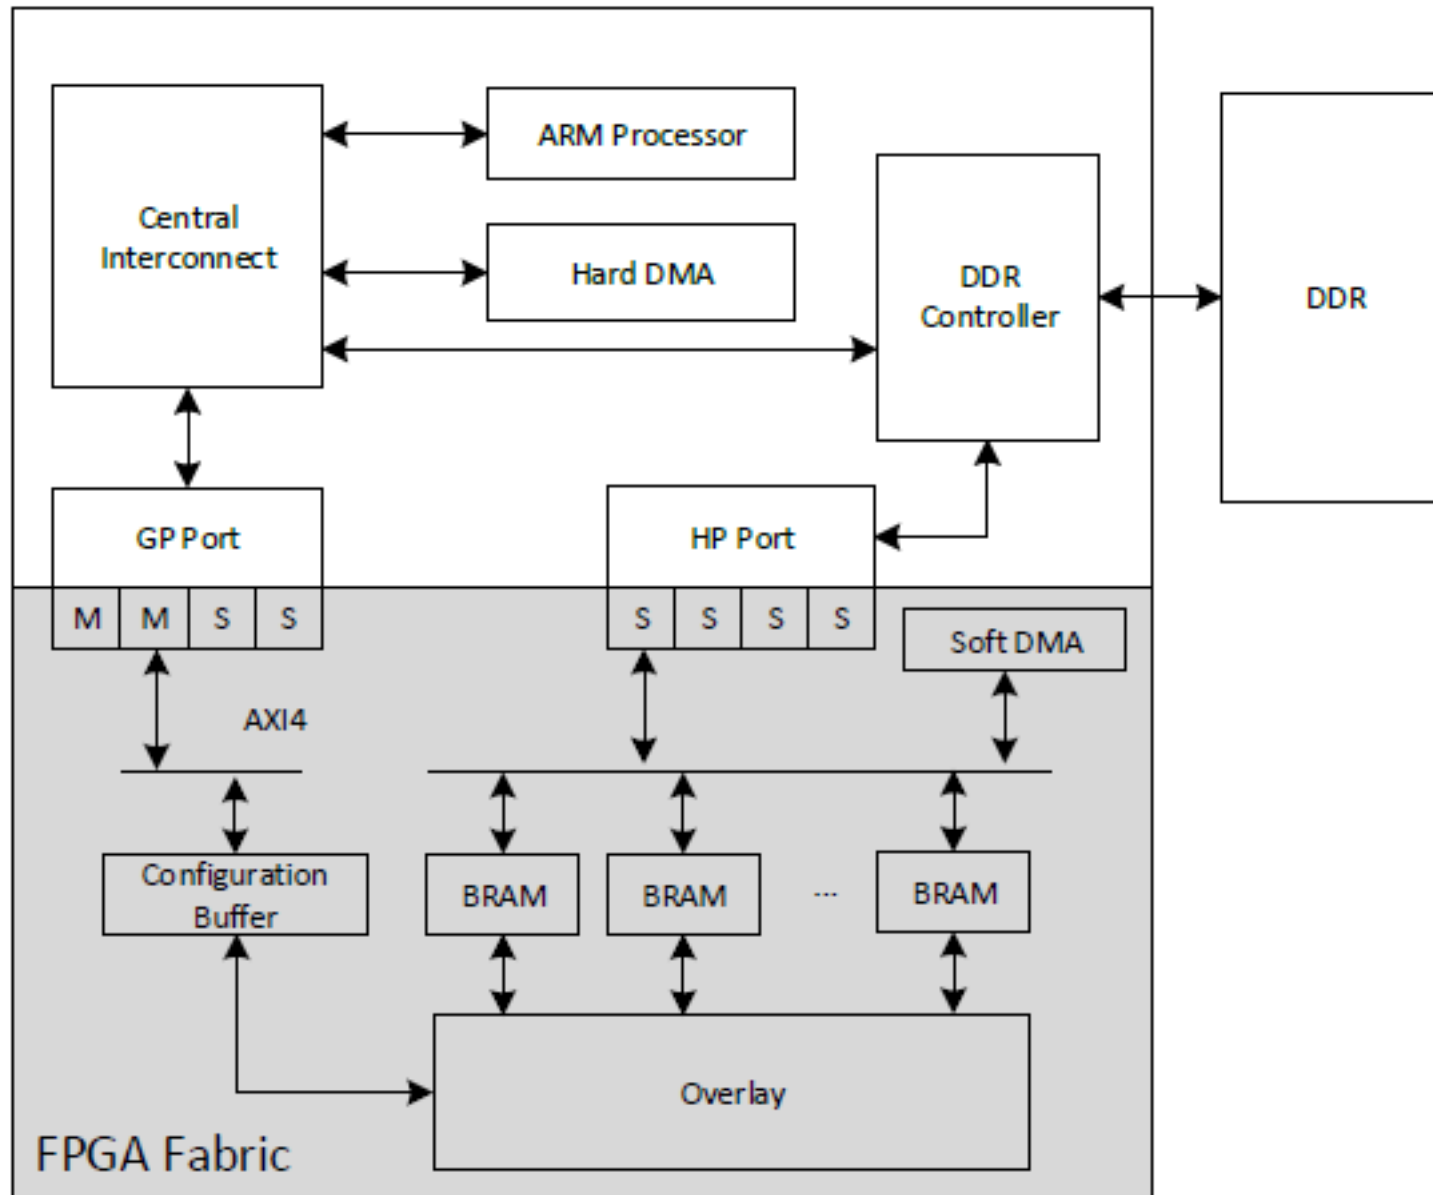 ARM Processor
Central
Interconnect
Hard DMA
DDR
Controller
DDR
GP Port
HP Port
M M S S
S S S S
Soft DMA
AXI4
Configuration
Buffer
BRAM
BRAM
...
BRAM
Overlay
FPGA Fabric